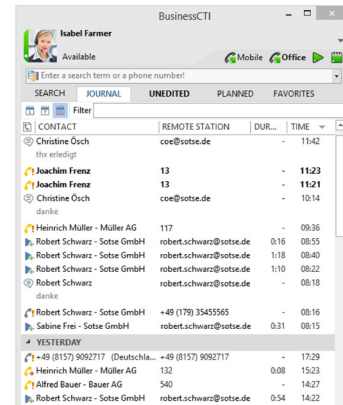 BusinessCTI
Isabel Farmer
Available
Mobile Office
Enter a search term or a phone number!
SEARCH JOURNAL UNEDITED PLANNED FAVORITES
Filter
CONTACT REMOTE STATION DUR... TIME
Christine Ösch coe@sotse.de - 11:42
thx erledigt
Joachim Frenz 13 - 11:23
Joachim Frenz 13 - 11:21
Christine Ösch coe@sotse.de - 10:14
danke
Heinrich Müller - Müller AG 117 - 09:36
Robert Schwarz - Sotse GmbH robert.schwarz@sotse.de 0:16 08:55
Robert Schwarz - Sotse GmbH robert.schwarz@sotse.de 1:18 08:40
Robert Schwarz - Sotse GmbH robert.schwarz@sotse.de 1:10 08:22
Robert Schwarz robert.schwarz@sotse.de - 08:18
danke
Robert Schwarz - Sotse GmbH +49 (179) 35455565 - 08:16
Sabine Frei - Sotse GmbH robert.schwarz@sotse.de 0:31 08:15
YESTERDAY
+49 (8157) 9092717 (Deutschla... +49 (8157) 9092717 - 17:29
Heinrich Müller - Müller AG 132 0:08 15:23
Alfred Bauer - Bauer AG 540 - 14:27
Robert Schwarz - Sotse GmbH robert.schwarz@sotse.de 0:54 14:22